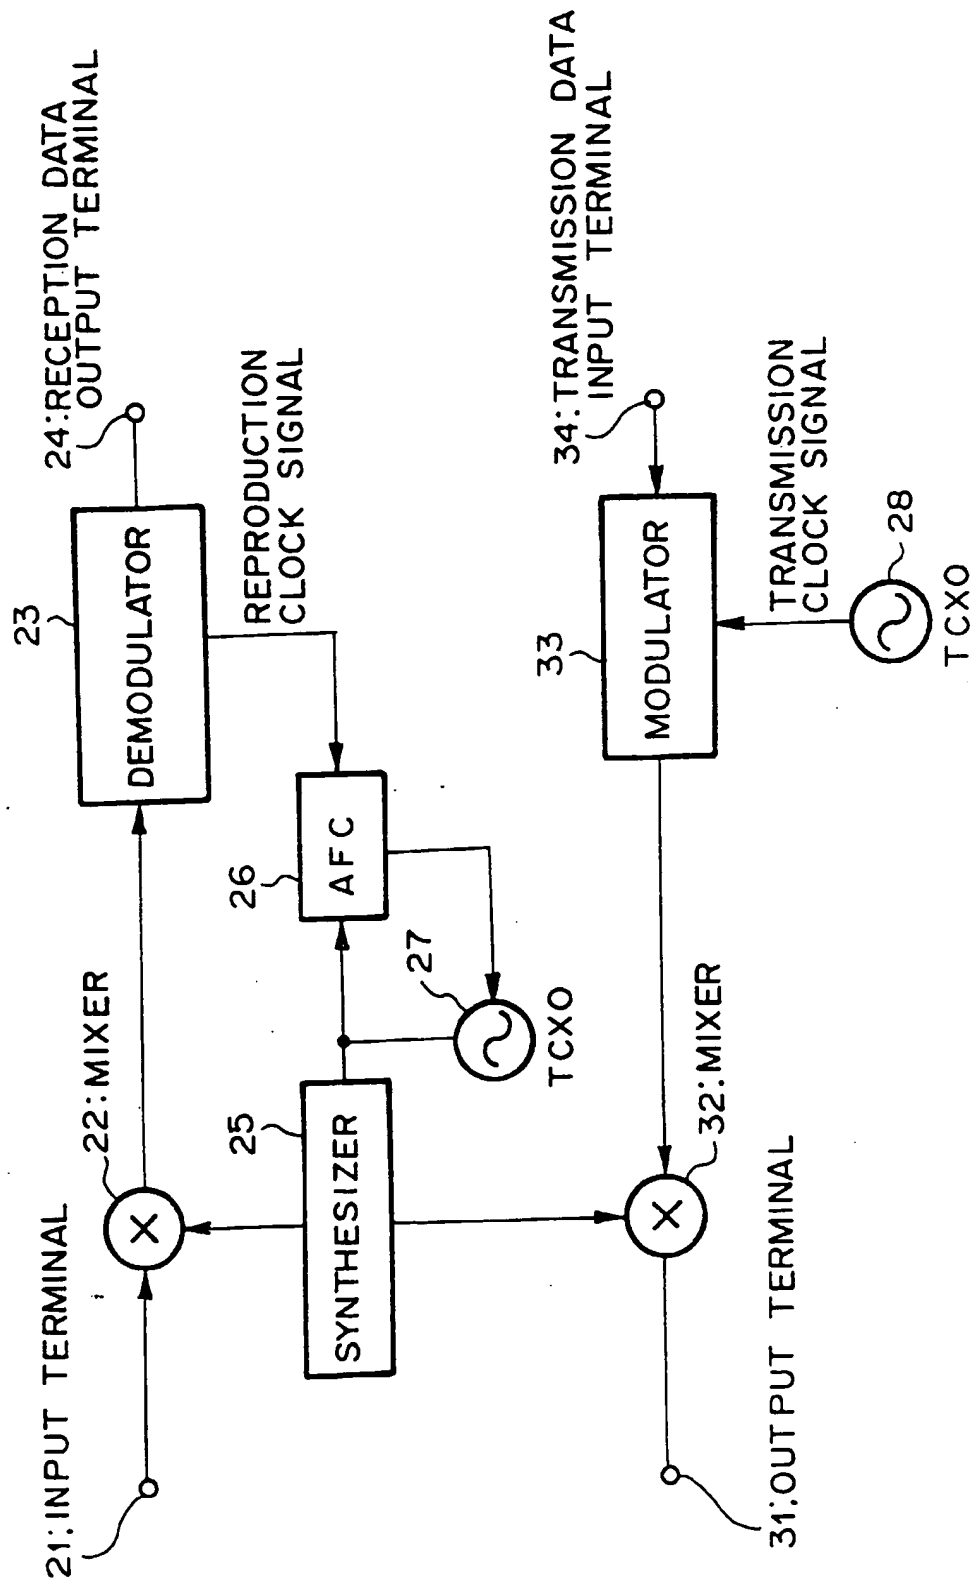 21:INPUT TERMINAL
22:MIXER
23
DEMODULATOR
24:RECEPTION DATA
OUTPUT TERMINAL
REPRODUCTION
CLOCK SIGNAL
25
SYNTHESIZER
26
AFC
27
TCXO
31:OUTPUT TERMINAL
32:MIXER
33
MODULATOR
34:TRANSMISSION DATA
INPUT TERMINAL
TRANSMISSION
CLOCK SIGNAL
28
TCXO